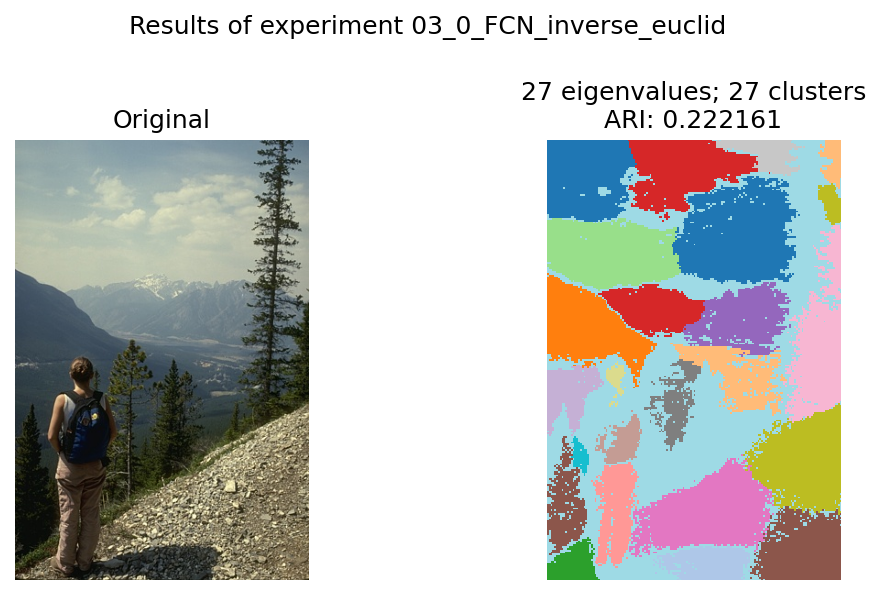 Results of experiment 03_0_FCN_inverse_euclid
Original
27 eigenvalues; 27 clusters
ARI: 0.222161